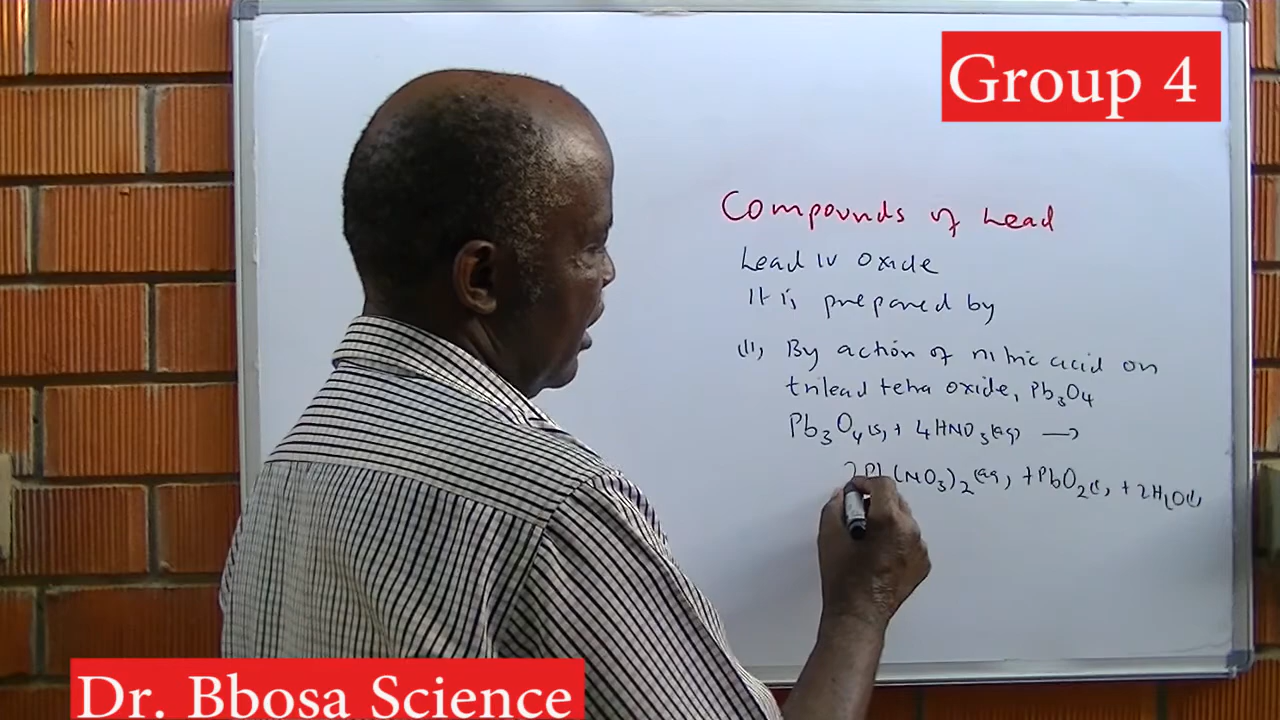 Group 4
Compounds of Lead
Lead IV Oxide
It is prepared by
(i), By action of nitric acid on
trilead tetra oxide, Pb₃O₄
Pb₃O₄(s), + 4HNO₃(aq) →
2Pb(NO₃)₂(aq), + PbO₂(s), + 2H₂O(l),
Dr. Bbosa Science